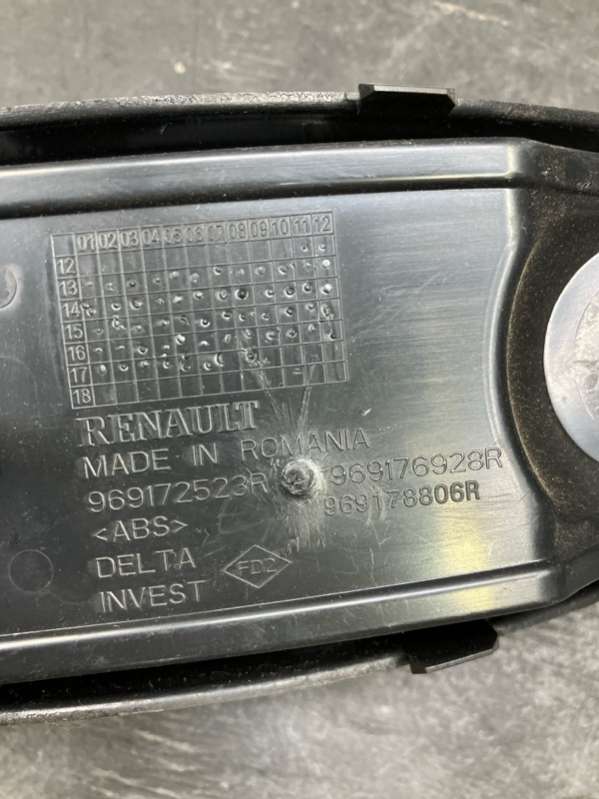 01 02 03 04 05 06 07 08 09 10 11 12
12
13
14
15
16
17
18
RENAULT
MADE IN ROMANIA
969172523R 969176928R
969178806R
<ABS>
DELTA FD2
INVEST